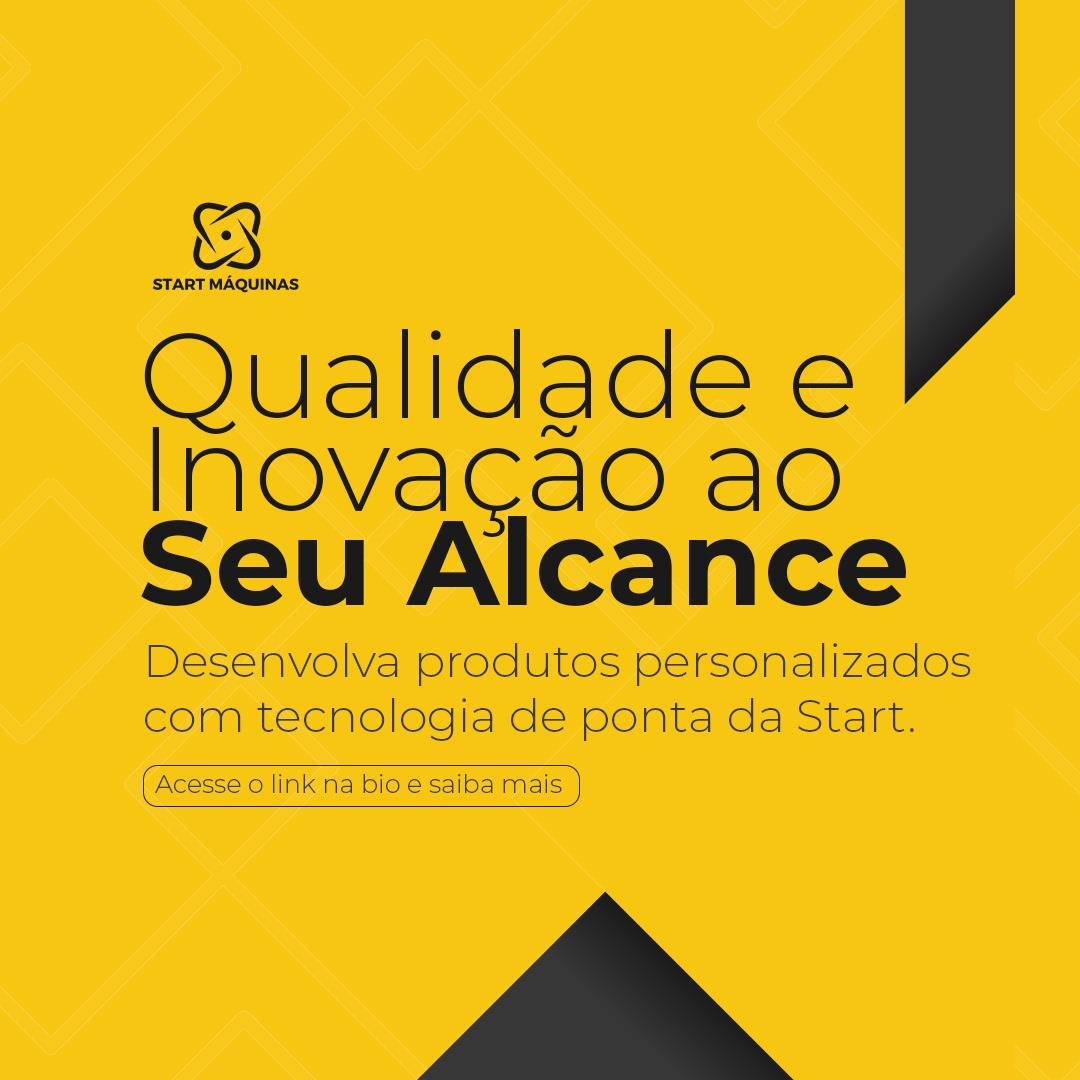 START MÁQUINAS
Qualidade e
Inovação ao
Seu Alcance
Desenvolva produtos personalizados
com tecnologia de ponta da Start.
Acesse o link na bio e saiba mais